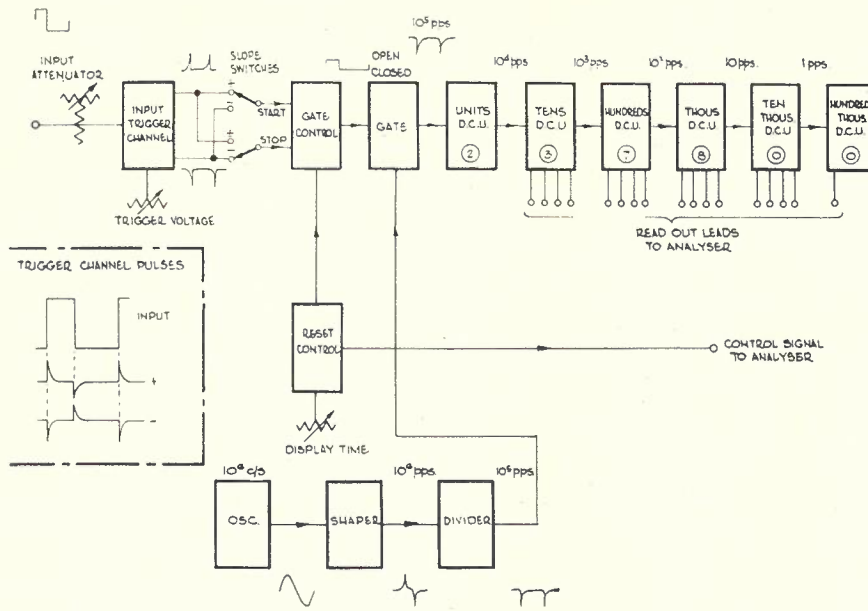 10⁵ pps
INPUT
ATTENUATOR
SLOPE
SWITCHES
OPEN
CLOSED
10⁴ pps
10³ pps
10² pps.
10 pps.
1 pps
INPUT
TRIGGER
CHANNEL
+
-
+
-
START
STOP
GATE
CONTROL
GATE
UNITS
D.C.U
2
TENS
D.C.U
3
HUNDREDS
D.C.U.
7
THOUS
D.C.U
8
TEN
THOUS.
D.C.U
0
HUNDRED
THOUS
D.C.U.
0
TRIGGER VOLTAGE
READ OUT LEADS
TO ANALYSER
TRIGGER CHANNEL PULSES
INPUT
+
-
RESET
CONTROL
CONTROL SIGNAL
TO ANALYSER
DISPLAY TIME
c/s
pps.
pps.
OSC.
SHAPER
DIVIDER